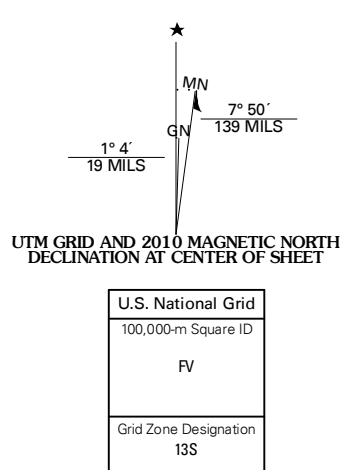 MN
7° 50´
139 MILS
GN
1° 4´
19 MILS
UTM GRID AND 2010 MAGNETIC NORTH
DECLINATION AT CENTER OF SHEET
U.S. National Grid
100,000-m Square ID
FV
Grid Zone Designation
13S